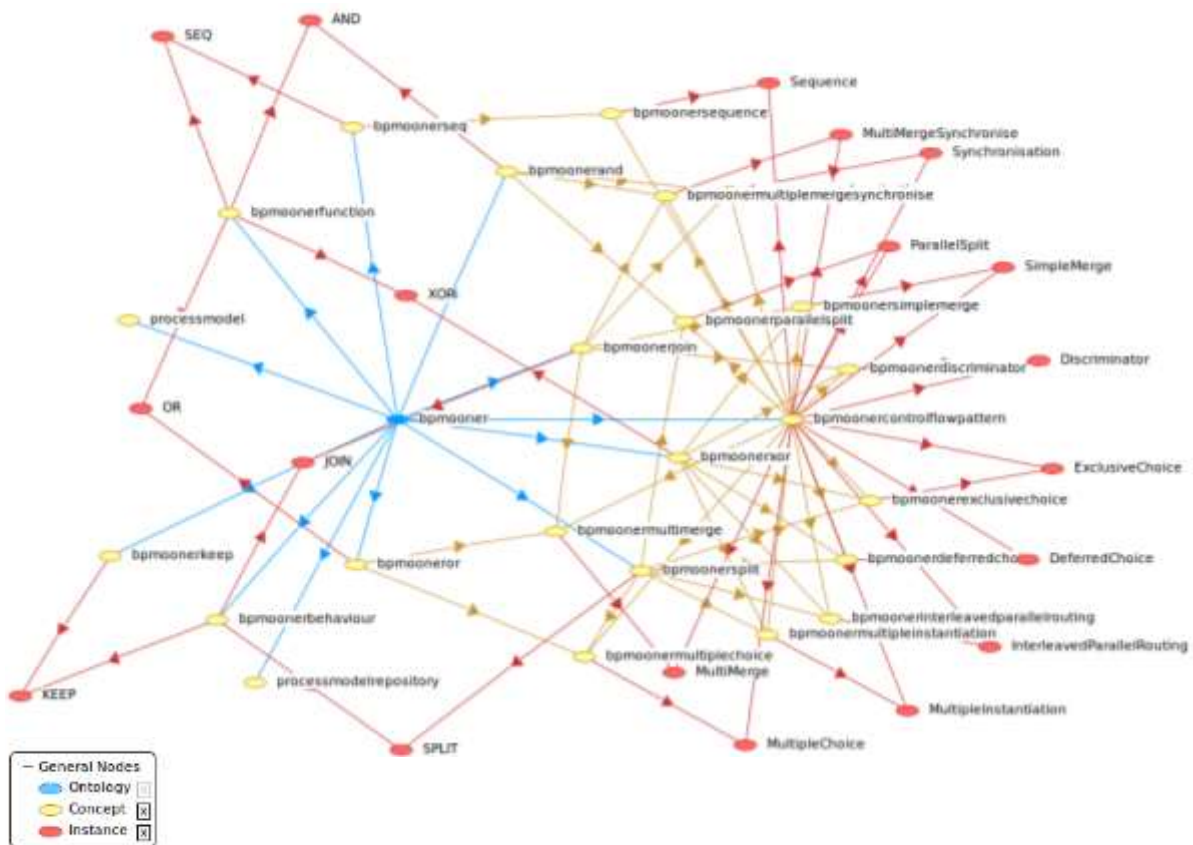 AND
SEQ
Sequence
bpmoonersequence
bpmoonerseq
MultiMergeSynchronise
Synchronisation
bpmoonerand
bpmoonermultiplemergesynchronise
bpmoonerfunction
ParallelSplit
SimpleMerge
XOR
bpmoonersimplemerge
processmodel
bpmoonerparallelsplit
bpmoonerjoin
Discriminator
bpmoonerdiscriminator
OR
bpmooner
bpmoonercontrolflowpattern
JOIN
bpmoonerxor
ExclusiveChoice
bpmoonerexclusivechoice
bpmoonermultimerge
bpmoonerkeep
bpmooneror
bpmoonersplit
bpmoonerdeferredcho
DeferredChoice
bpmoonerbehaviour
bpmoonerinterleavedparallelrouting
bpmoonermultipleinstantiation
InterleavedParallelRouting
bpmoonermultiplechoice
MultiMerge
KEEP
processmodelrepository
MultipleInstantiation
SPLIT
MultipleChoice
− General Nodes
Ontology
Concept x
Instance x